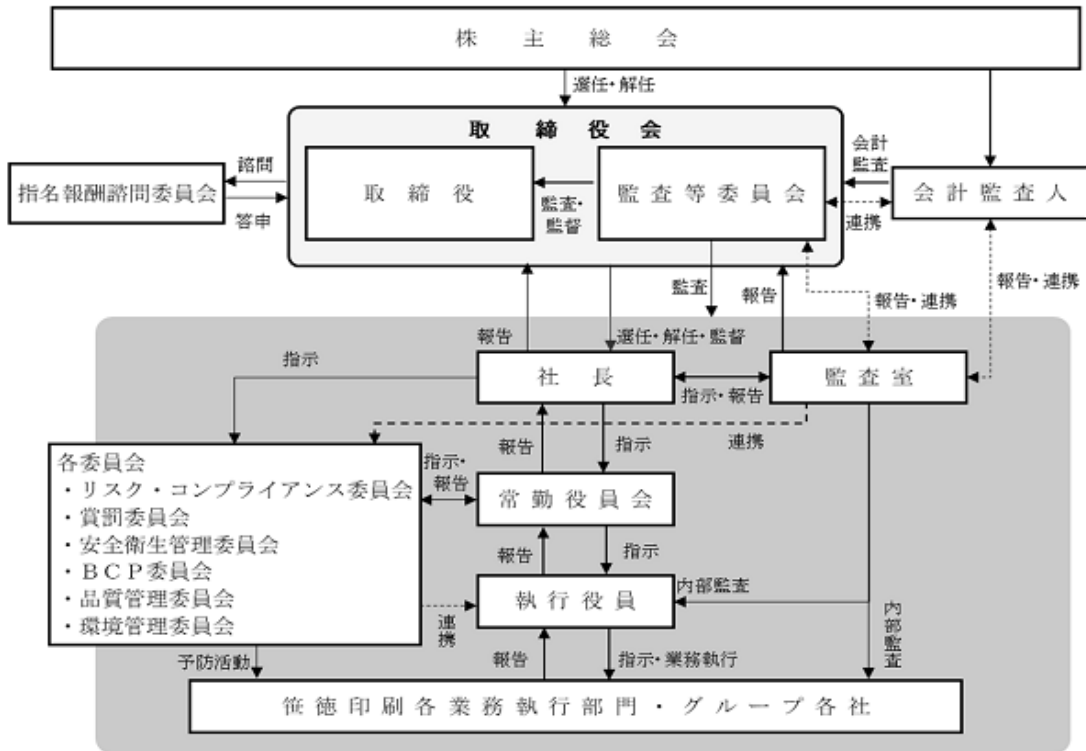 株主総会
選任・解任
取締役会
諮問
指名報酬諮問委員会
答申
取締役
監査・
監督
監査等委員会
会計
監査
会計監査人
連携
報告・連携
監査
報告
報告・連携
報告
選任・解任・監督
指示
社長
指示・報告
監査室
連携
報告
指示
各委員会
・リスク・コンプライアンス委員会
・賞罰委員会
・安全衛生管理委員会
・BCP委員会
・品質管理委員会
・環境管理委員会
指示・
報告
常勤役員会
報告
指示
内部監査
執行役員
連携
内部監査
予防活動
報告
指示・業務執行
笹徳印刷各業務執行部門・グループ各社